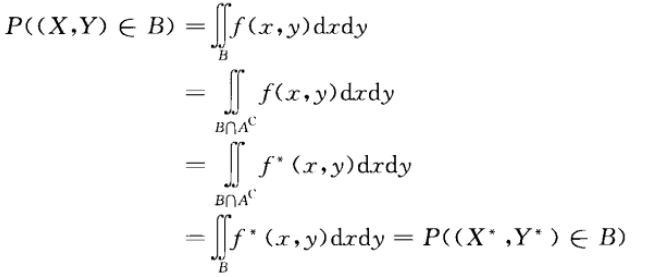 P((X,Y) ∈ B) = ∬_B f(x,y)dxdy
= ∬_{B∩A^C} f(x,y)dxdy
= ∬_{B∩A^C} f*(x,y)dxdy
= ∬_B f*(x,y)dxdy = P((X*,Y*) ∈ B)